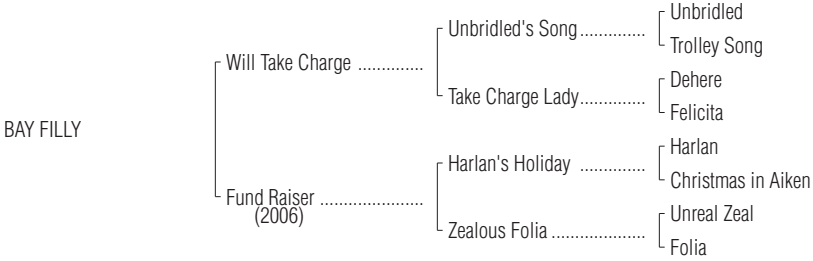 Unbridled
Unbridled's Song..............
Trolley Song
Will Take Charge ..............
Dehere
Take Charge Lady..............
Felicita
BAY FILLY
Harlan
Harlan's Holiday ..............
Christmas in Aiken
Fund Raiser ......................
(2006)
Unreal Zeal
Zealous Folia ....................
Folia